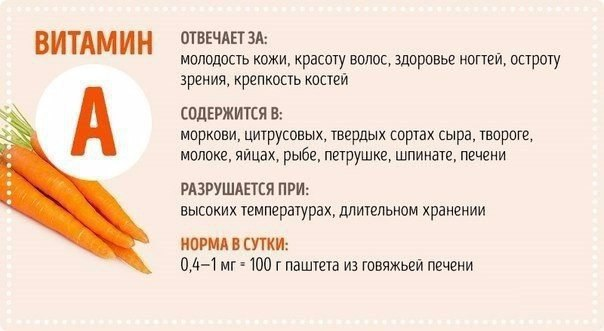 ВИТАМИН
А
ОТВЕЧАЕТ ЗА:
молодость кожи, красоту волос, здоровье ногтей, остроту
зрения, крепкость костей
СОДЕРЖИТСЯ В:
моркови, цитрусовых, твердых сортах сыра, твороге,
молоке, яйцах, рыбе, петрушке, шпинате, печени
РАЗРУШАЕТСЯ ПРИ:
высоких температурах, длительном хранении
НОРМА В СУТКИ:
0,4–1 мг = 100 г паштета из говяжьей печени